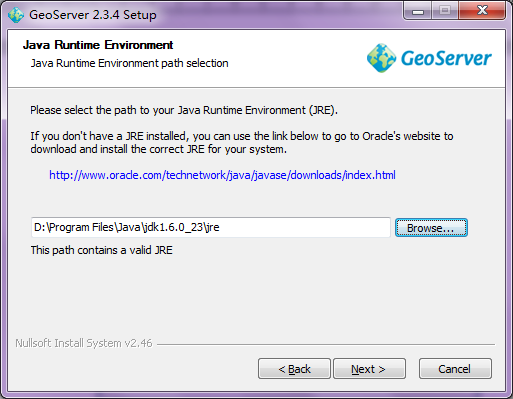 GeoServer 2.3.4 Setup
Java Runtime Environment
Java Runtime Environment path selection
GeoServer
Please select the path to your Java Runtime Environment (JRE).
If you don't have a JRE installed, you can use the link below to go to Oracle's website to
download and install the correct JRE for your system.
http://www.oracle.com/technetwork/java/javase/downloads/index.html
D:\Program Files\Java\jdk1.6.0_23\jre
Browse...
This path contains a valid JRE
Nullsoft Install System v2.46
< Back
Next >
Cancel